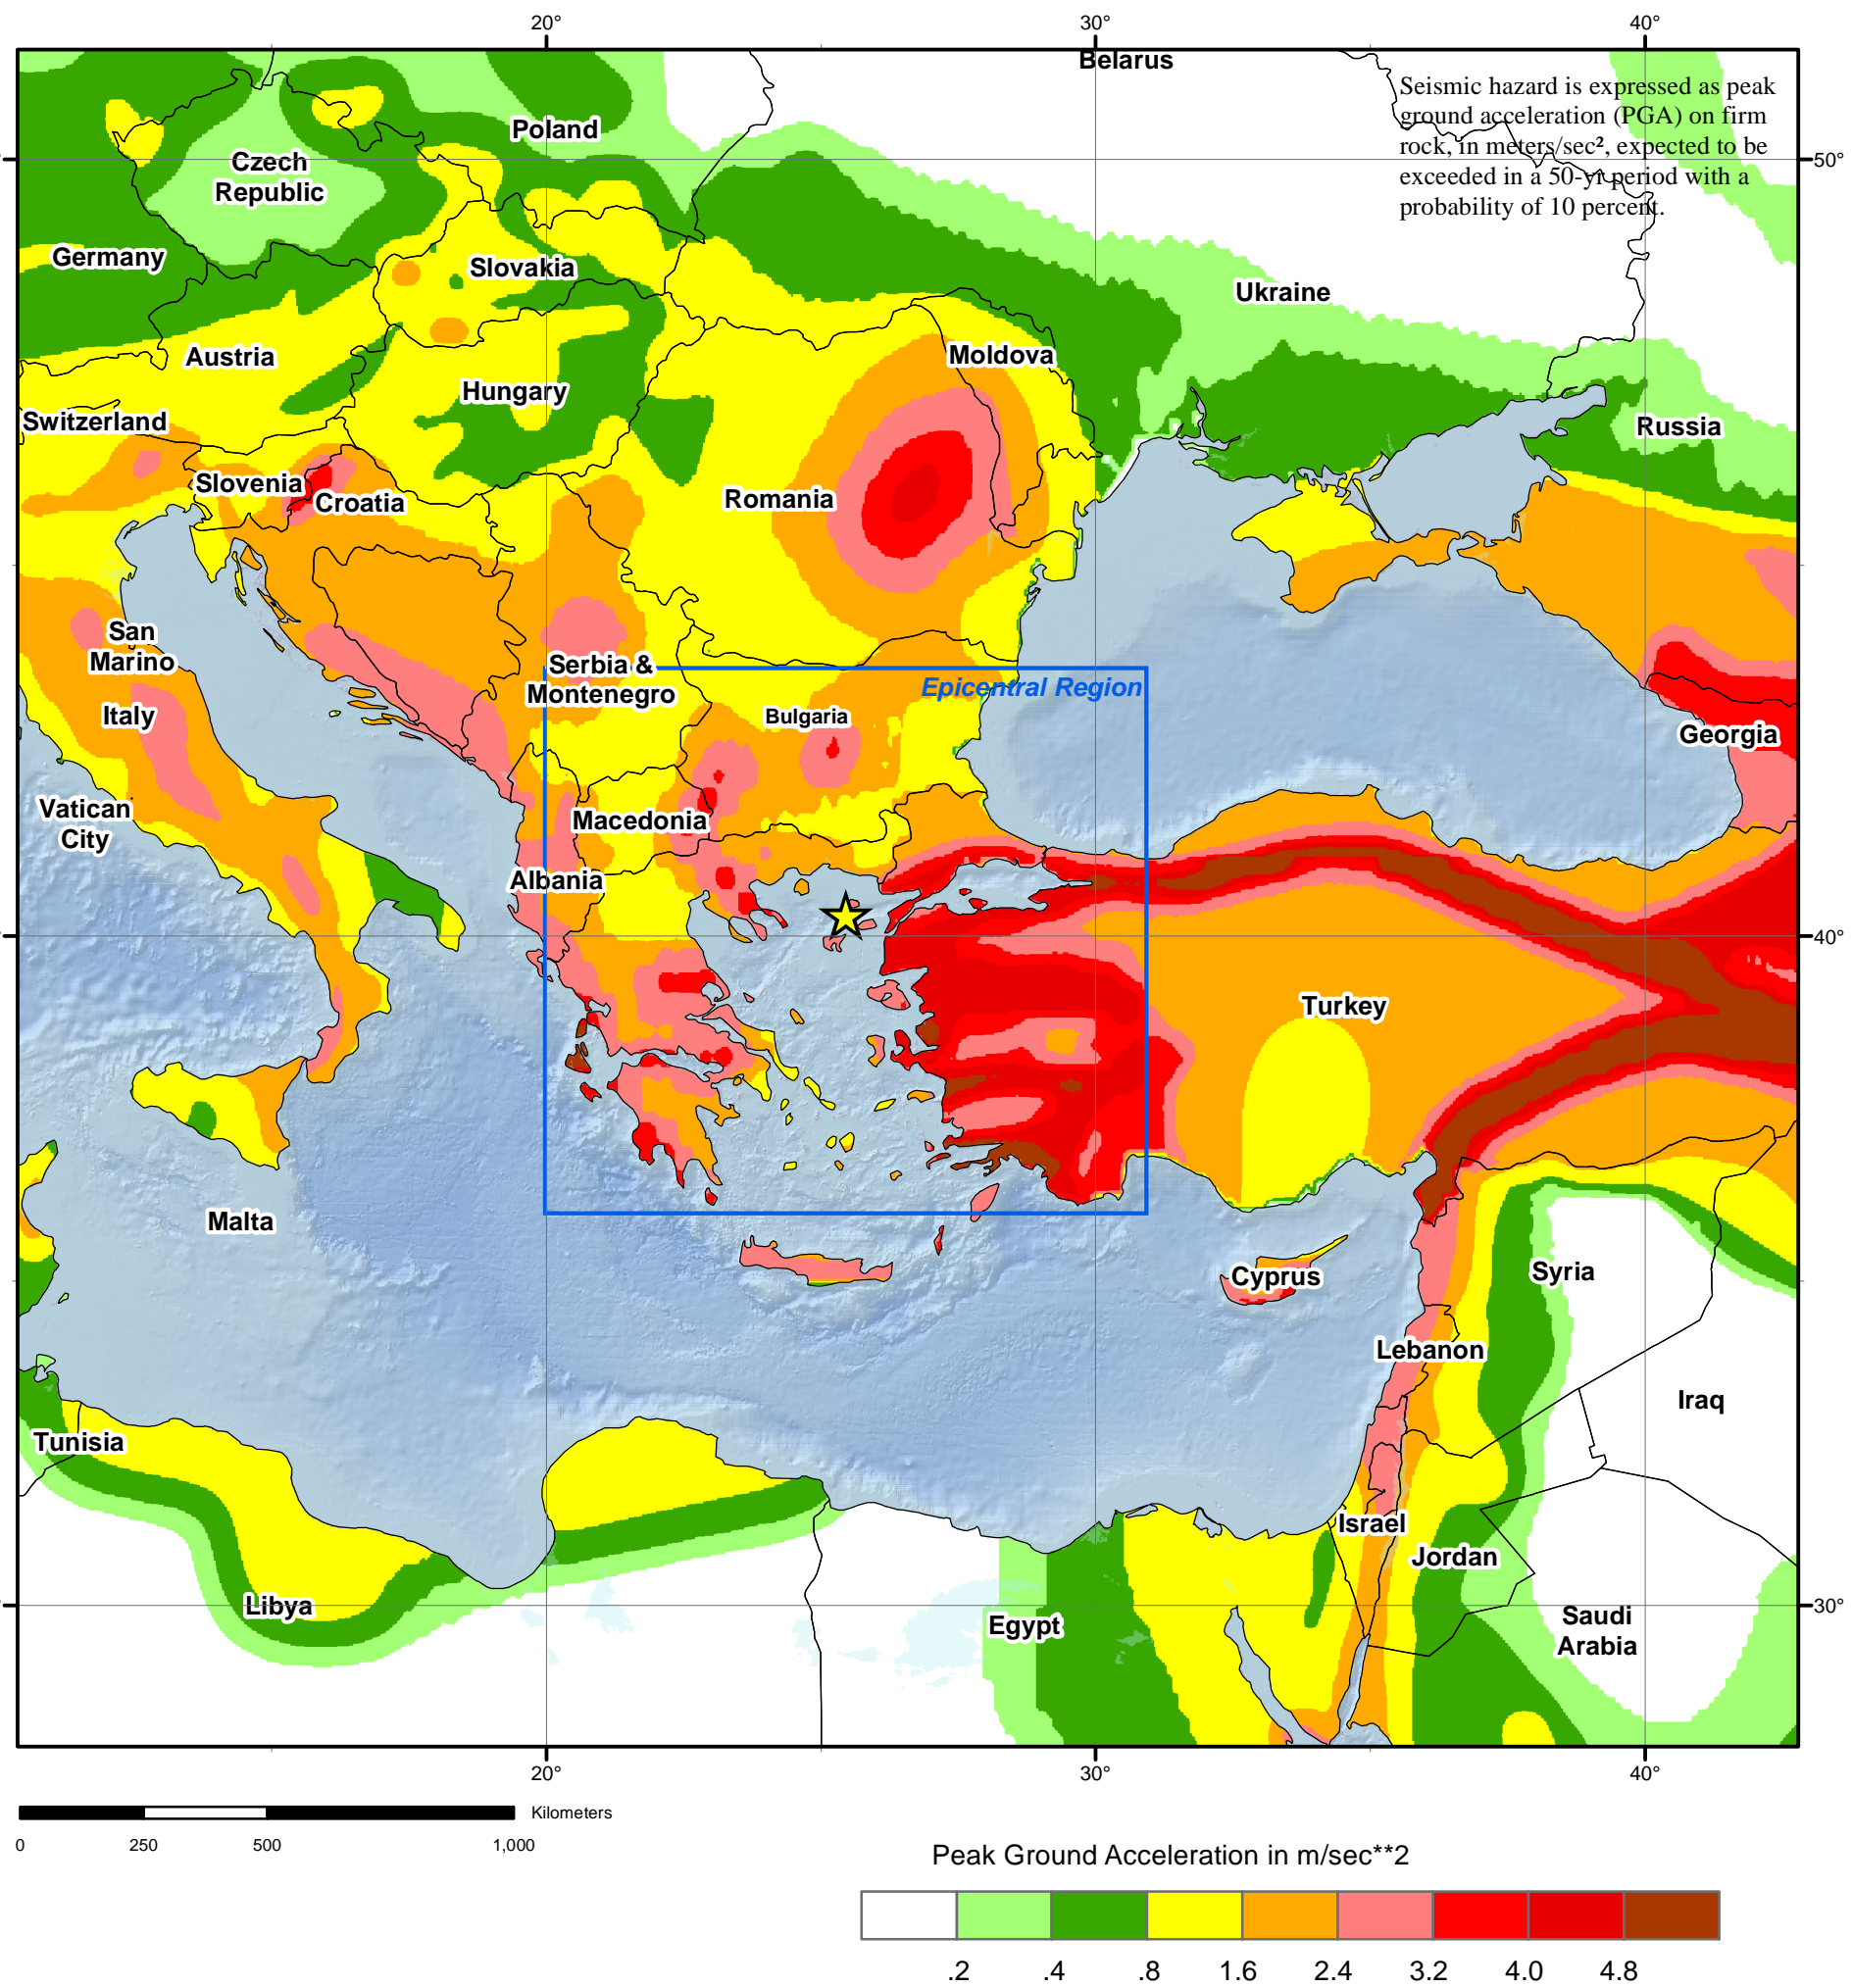 20°
30°
40°
Belarus
Seismic hazard is expressed as peak
ground acceleration (PGA) on firm
rock, in meters/sec², expected to be
exceeded in a 50-yr period with a
probability of 10 percent.
Poland
Czech
Republic
50°
Germany
Slovakia
Ukraine
Austria
Moldova
Hungary
Switzerland
Russia
Slovenia
Croatia
Romania
San
Marino
Serbia &
Montenegro
Epicentral Region
Italy
Bulgaria
Georgia
Vatican
City
Macedonia
Albania
40°
Turkey
Malta
Cyprus
Syria
Lebanon
Iraq
Tunisia
Israel
Jordan
Libya
30°
Egypt
Saudi
Arabia
20°
30°
40°
Kilometers
0
250
500
1,000
Peak Ground Acceleration in m/sec**2
.2
.4
.8
1.6
2.4
3.2
4.0
4.8